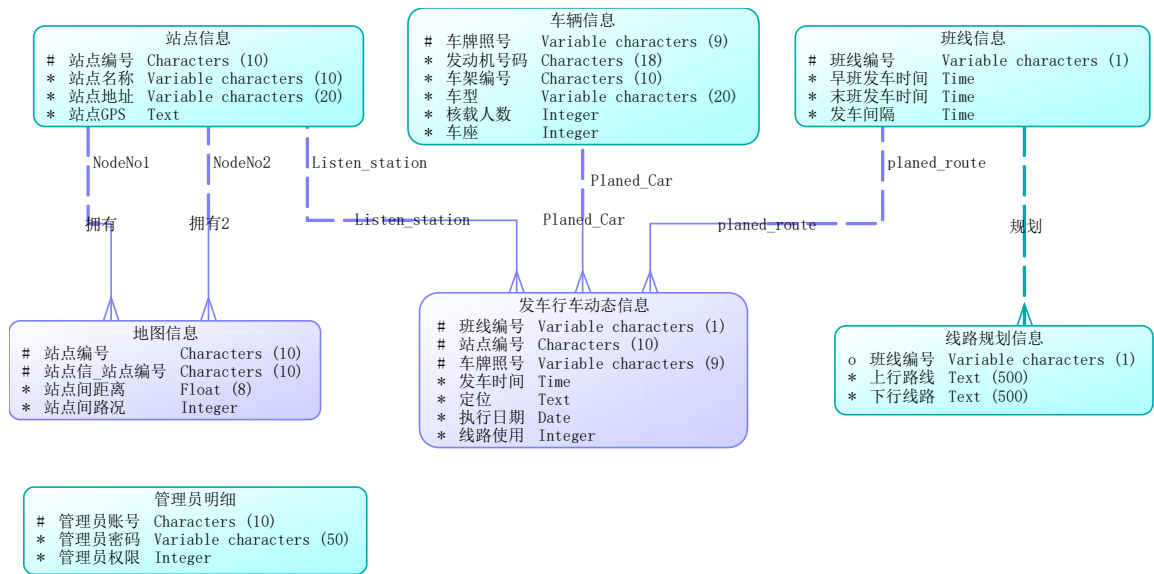 站点信息
# 站点编号 Characters (10)
* 站点名称 Variable characters (10)
* 站点地址 Variable characters (20)
* 站点GPS Text
车辆信息
# 车牌照号 Variable characters (9)
* 发动机号码 Characters (18)
* 车架编号 Characters (10)
* 车型 Variable characters (20)
* 核载人数 Integer
* 车座 Integer
班线信息
# 班线编号 Variable characters (1)
* 早班发车时间 Time
* 末班发车时间 Time
* 发车间隔 Time
NodeNo1
NodeNo2
Listen_station
Planed_Car
planed_route
拥有
拥有2
Listen_station
Planed_Car
planed_route
规划
地图信息
# 站点编号 Characters (10)
# 站点信_站点编号 Characters (10)
* 站点间距离 Float (8)
* 站点间路况 Integer
发车行车动态信息
# 班线编号 Variable characters (1)
# 站点编号 Characters (10)
# 车牌照号 Variable characters (9)
* 发车时间 Time
* 定位 Text
* 执行日期 Date
* 线路使用 Integer
线路规划信息
o 班线编号 Variable characters (1)
* 上行路线 Text (500)
* 下行线路 Text (500)
管理员明细
# 管理员账号 Characters (10)
* 管理员密码 Variable characters (50)
* 管理员权限 Integer